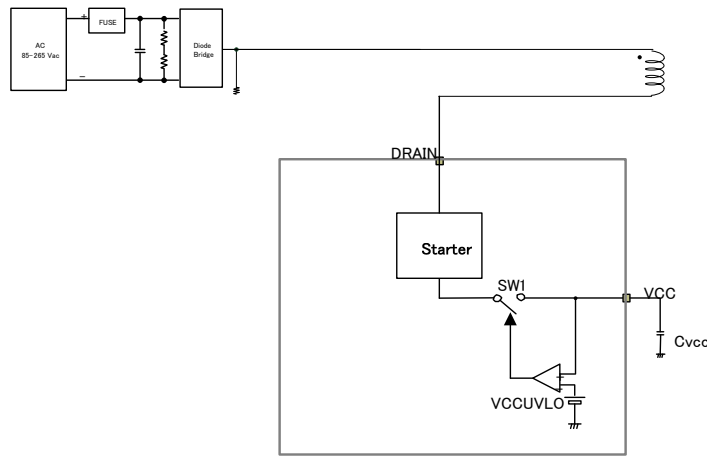 AC
85-265 Vac
+
−
FUSE
Diode
Bridge
DRAIN
Starter
SW1
VCC
Cvcc
+
−
VCCUVLO